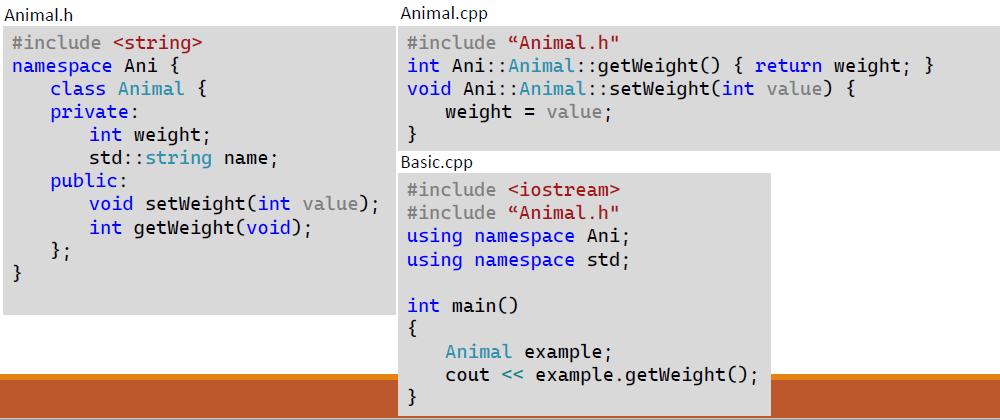 Animal.h
#include <string>
namespace Ani {
class Animal {
private:
int weight;
std::string name;
public:
void setWeight(int value);
int getWeight(void);
};
}
Animal.cpp
#include “Animal.h"
int Ani::Animal::getWeight() { return weight; }
void Ani::Animal::setWeight(int value) {
weight = value;
}
Basic.cpp
#include <iostream>
#include “Animal.h"
using namespace Ani;
using namespace std;
int main()
{
Animal example;
cout << example.getWeight();
}